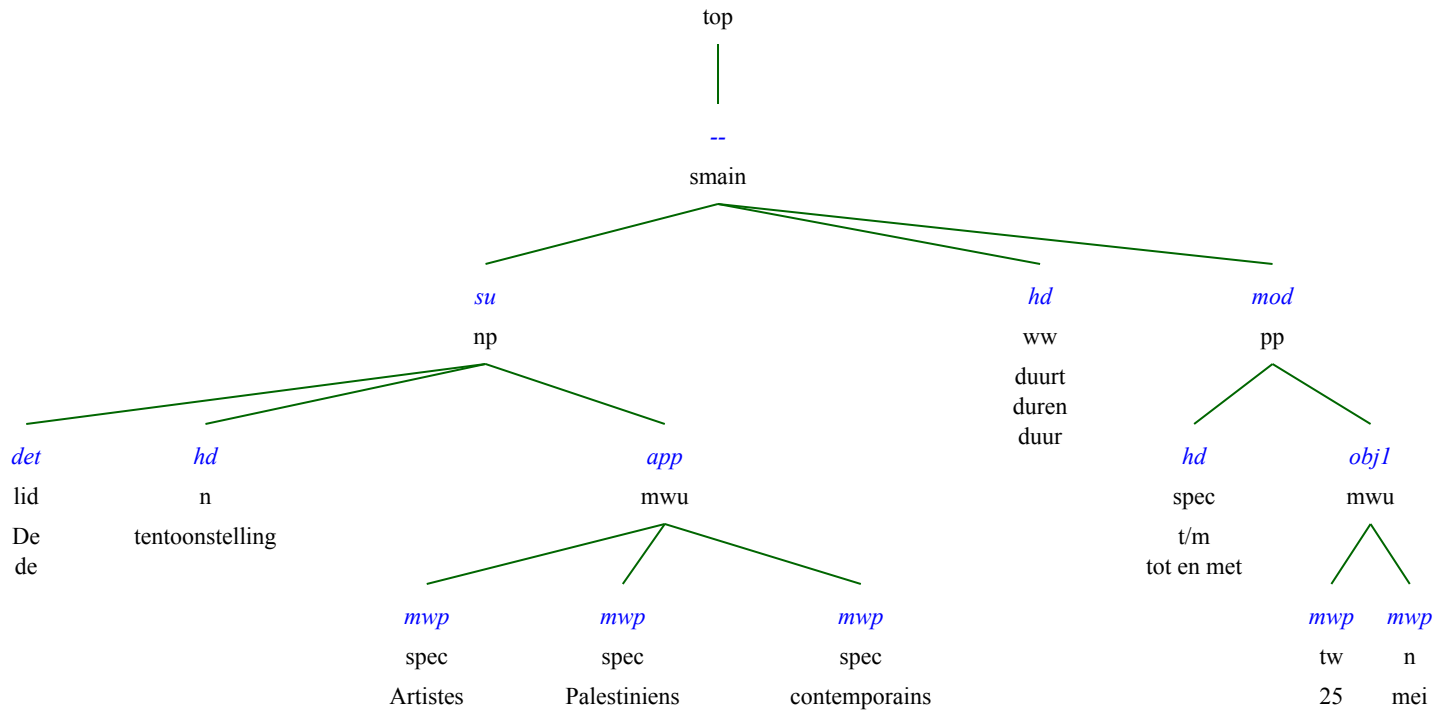 top
--
smain
su hd mod
np ww pp
duurt
duren
duur
det hd app hd obj1
lid n mwu spec mwu
De tentoonstelling t/m
de tot en met
mwp mwp mwp mwp mwp
spec spec spec tw n
Artistes Palestiniens contemporains 25 mei